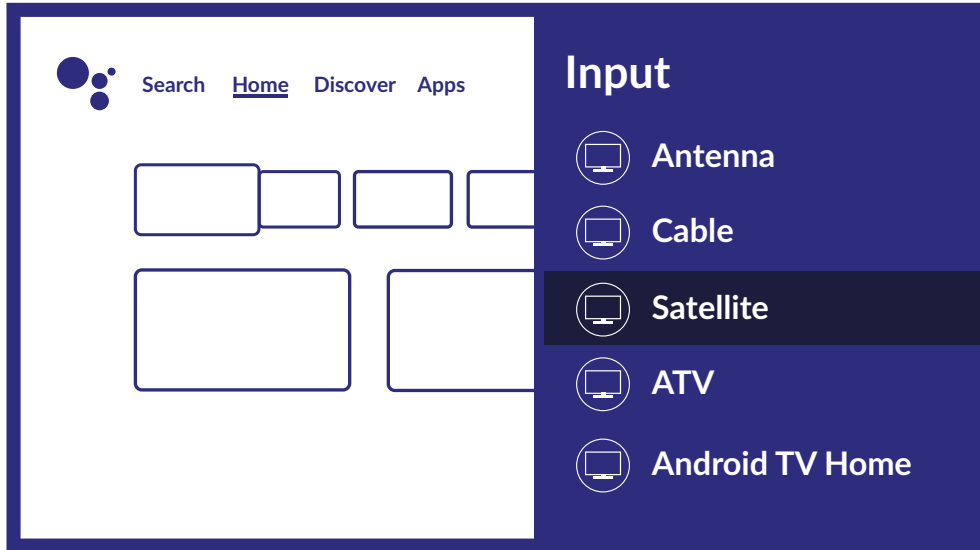 Search Home Discover Apps
Input
Antenna
Cable
Satellite
ATV
Android TV Home